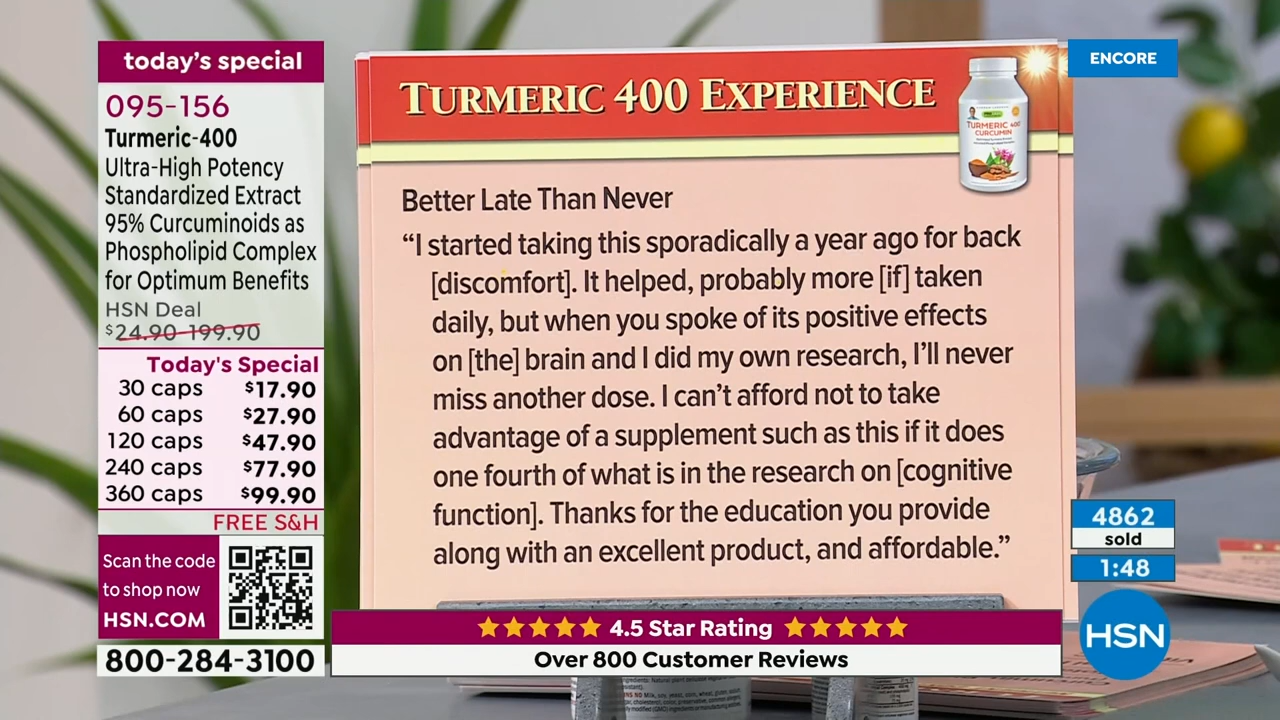 today's special
095-156
Turmeric-400
Ultra-High Potency
Standardized Extract
95% Curcuminoids as
Phospholipid Complex
for Optimum Benefits
HSN Deal
$24.90-199.90
Today's Special
30 caps $17.90
60 caps $27.90
120 caps $47.90
240 caps $77.90
360 caps $99.90
FREE S&H
Scan the code
to shop now
HSN.COM
800-284-3100
ENCORE
TURMERIC 400 EXPERIENCE
TURMERIC 400
CURCUMIN
Better Late Than Never
“I started taking this sporadically a year ago for back
[discomfort]. It helped, probably more [if] taken
daily, but when you spoke of its positive effects
on [the] brain and I did my own research, I’ll never
miss another dose. I can’t afford not to take
advantage of a supplement such as this if it does
one fourth of what is in the research on [cognitive
function]. Thanks for the education you provide
along with an excellent product, and affordable.”
4862
sold
1:48
HSN
4.5 Star Rating
Over 800 Customer Reviews